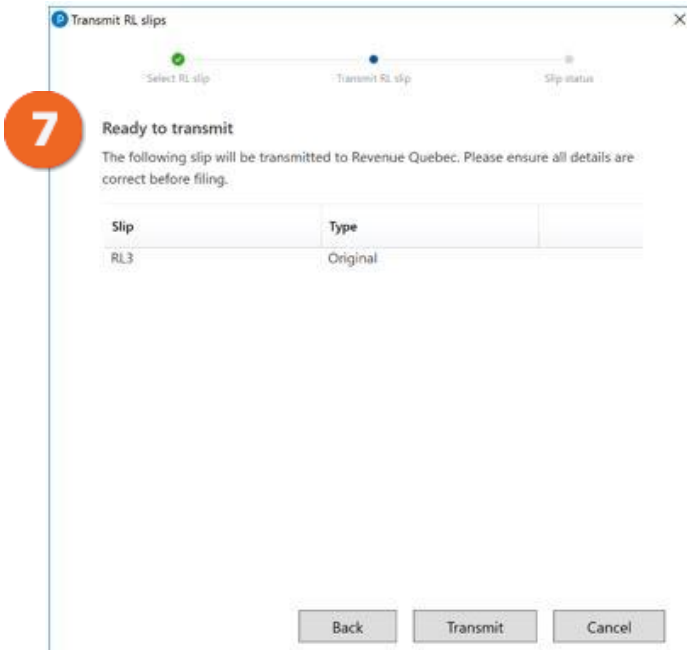 P Transmit RL slips
Select RL slip Transmit RL slip Slip status
7
Ready to transmit
The following slip will be transmitted to Revenue Quebec. Please ensure all details are
correct before filing.
Slip Type
RL3 Original
Back Transmit Cancel